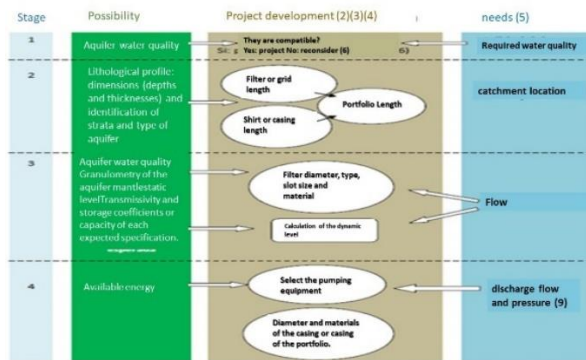 Stage
Possibility
Project development (2)(3)(4)
needs (5)
1
Aquifer water quality
They are compatible?
Yes: project No: reconsider (6)
6)
Required water quality
2
Lithological profile:
dimensions (depths
and thicknesses) and
identification of
strata and type of
aquifer
Filter or grid
length
Shirt or casing
length
Portfolio Length
catchment location
3
Aquifer water quality
Granulometry of the
aquifer mantlestatic
levelTransmissivity and
storage coefficients or
capacity of each
expected specification.
Filter diameter, type,
slot size and
material
Calculation of the dynamic
level
Flow
4
Available energy
Select the pumping
equipment
Diameter and materials
of the casing or casing
of the portfolio.
discharge flow
and pressure (9)